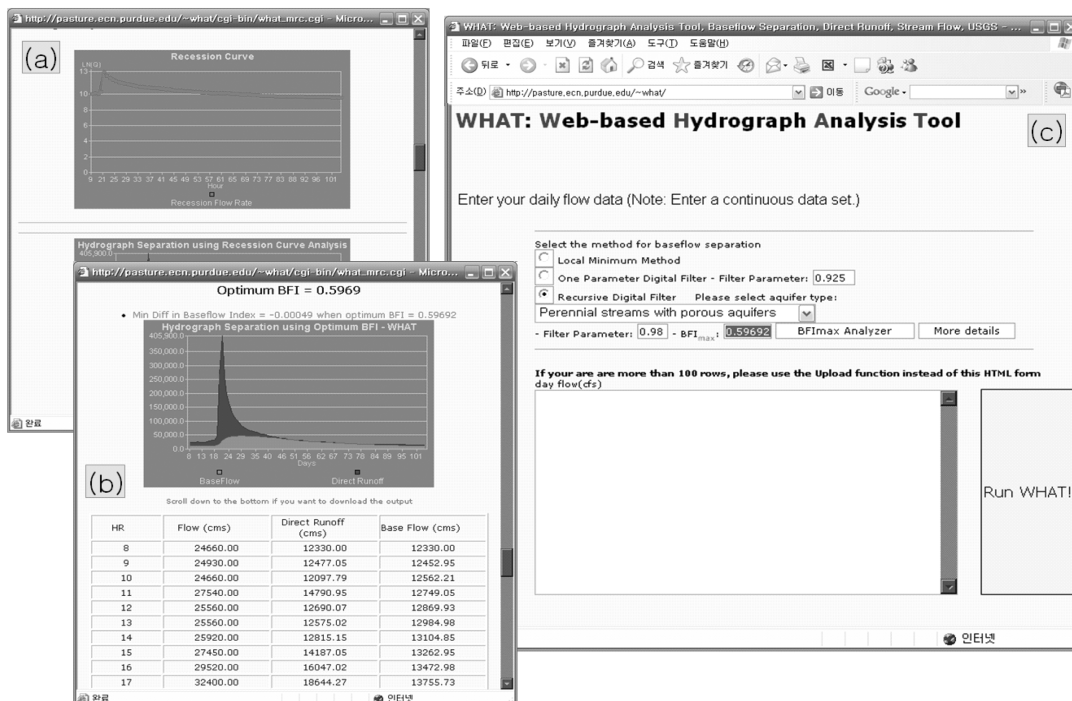 http://pasture.ecn.purdue.edu/~what/cgi-bin/what_mrc.cgi - Micro...
(a)
Recession Curve
LN(Q)
13
10
8
6
4
2
0
9 21 25 29 33 37 41 45 49 53 57 61 65 69 73 77 83 88 92 96 101
Hour
Recession Flow Rate
Hydrograph Separation using Recession Curve Analysis
405,900.0
완료
http://pasture.ecn.purdue.edu/~what/cgi-bin/what_mrc.cgi - Micro...
Optimum BFI = 0.5969
• Min Diff in Baseflow Index = -0.00049 when optimum BFI = 0.59692
Hydrograph Separation using Optimum BFI - WHAT
405,900.0
350,000.0
300,000.0
250,000.0
200,000.0
150,000.0
100,000.0
50,000.0
0.0
8 13 18 24 29 35 40 46 51 56 62 67 73 78 84 91 96 101
Days
BaseFlow Direct Runoff
(b)
Scroll down to the bottom if you want to download the output
HR Flow (cms) Direct Runoff (cms) Base Flow (cms)
8 24660.00 12330.00 12330.00
9 24930.00 12477.05 12452.95
10 24660.00 12097.79 12562.21
11 27540.00 14790.95 12749.05
12 25560.00 12690.07 12869.93
13 25560.00 12575.02 12984.98
14 25920.00 12815.15 13104.85
15 27450.00 14187.05 13262.95
16 29520.00 16047.02 13472.98
17 32400.00 18644.27 13755.73
완료 인터넷
WHAT: Web-based Hydrograph Analysis Tool, Baseflow Separation, Direct Runoff, Stream Flow, USGS - ...
파일(F) 편집(E) 보기(V) 즐겨찾기(A) 도구(T) 도움말(H)
뒤로 검색 즐겨찾기
주소(D) http://pasture.ecn.purdue.edu/~what/ 이동 Google
WHAT: Web-based Hydrograph Analysis Tool
(c)
Enter your daily flow data (Note: Enter a continuous data set.)
Select the method for baseflow separation
Local Minimum Method
One Parameter Digital Filter - Filter Parameter: 0.925
Recursive Digital Filter Please select aquifer type:
Perennial streams with porous aquifers
- Filter Parameter: 0.98 - BFImax: 0.59692 BFImax Analyzer More details
If your are are more than 100 rows, please use the Upload function instead of this HTML form
day flow(cfs)
Run WHAT!
인터넷